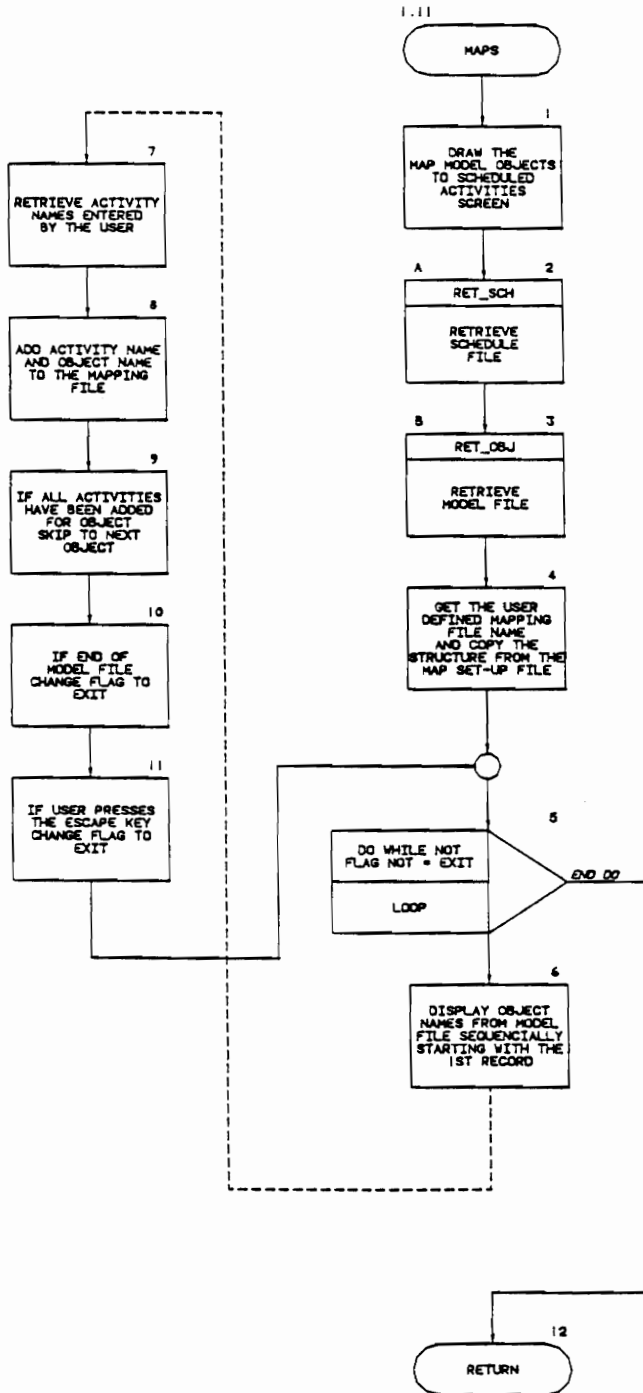 1.11
MAPS
1
DRAW THE
MAP MODEL OBJECTS
TO SCHEDULED
ACTIVITIES
SCREEN
A
2
RET_SCH
RETRIEVE
SCHEDULE
FILE
B
3
RET_OBJ
RETRIEVE
MODEL FILE
4
GET THE USER
DEFINED MAPPING
FILE NAME
AND COPY THE
STRUCTURE FROM THE
MAP SET-UP FILE
5
DO WHILE NOT
FLAG NOT = EXIT
LOOP
END DO
6
DISPLAY OBJECT
NAMES FROM MODEL
FILE SEQUENCIALLY
STARTING WITH THE
1ST RECORD
7
RETRIEVE ACTIVITY
NAMES ENTERED
BY THE USER
8
ADD ACTIVITY NAME
AND OBJECT NAME
TO THE MAPPING
FILE
9
IF ALL ACTIVITIES
HAVE BEEN ADDED
FOR OBJECT
SKIP TO NEXT
OBJECT
10
IF END OF
MODEL FILE
CHANGE FLAG TO
EXIT
11
IF USER PRESSES
THE ESCAPE KEY
CHANGE FLAG TO
EXIT
12
RETURN